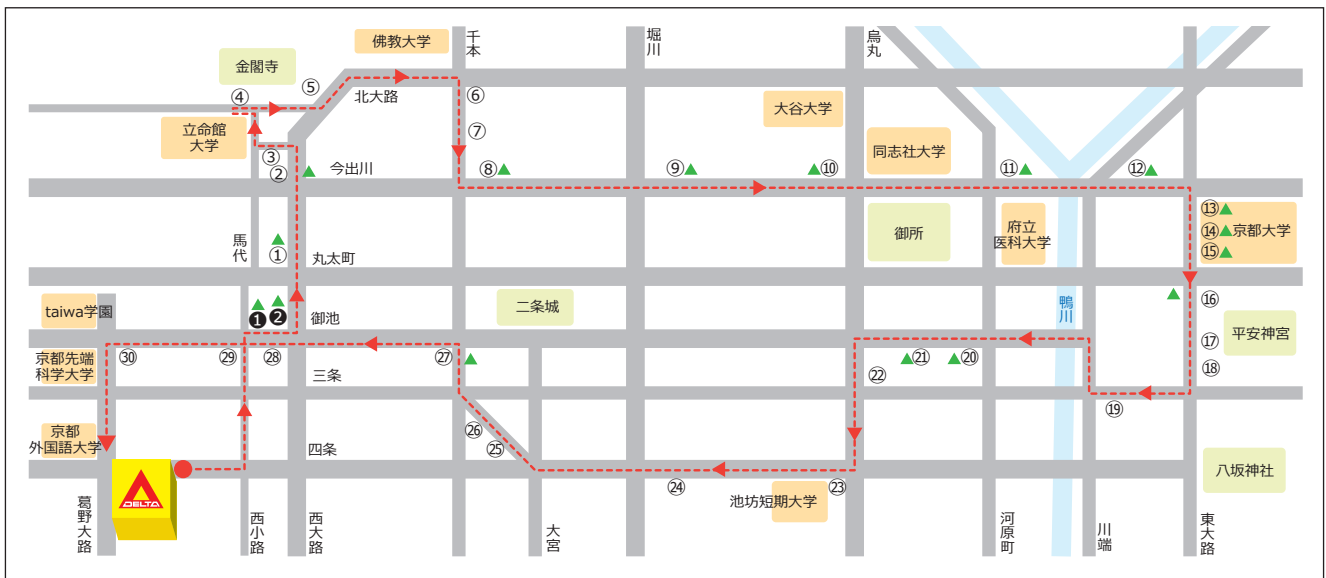 佛教大学
千本
堀川
烏丸
金閣寺
④
⑤
北大路
⑥
大谷大学
立命館
大学
⑦
同志社大学
③
②
今出川
⑧
⑨
⑩
⑪
⑫
馬代
①
丸太町
御所
府立
医科大学
⑬
⑭
⑮
京都大学
taiwa学園
❶
❷
御池
二条城
鴨川
⑯
平安神宮
京都先端
科学大学
㉚
㉙
㉘
㉗
㉒
㉑
⑳
⑰
⑱
三条
⑲
京都
外国語大学
四条
㉖
㉕
DELTA
㉔
池坊短期大学
㉓
八坂神社
葛野大路
西小路
西大路
大宮
河原町
川端
東大路